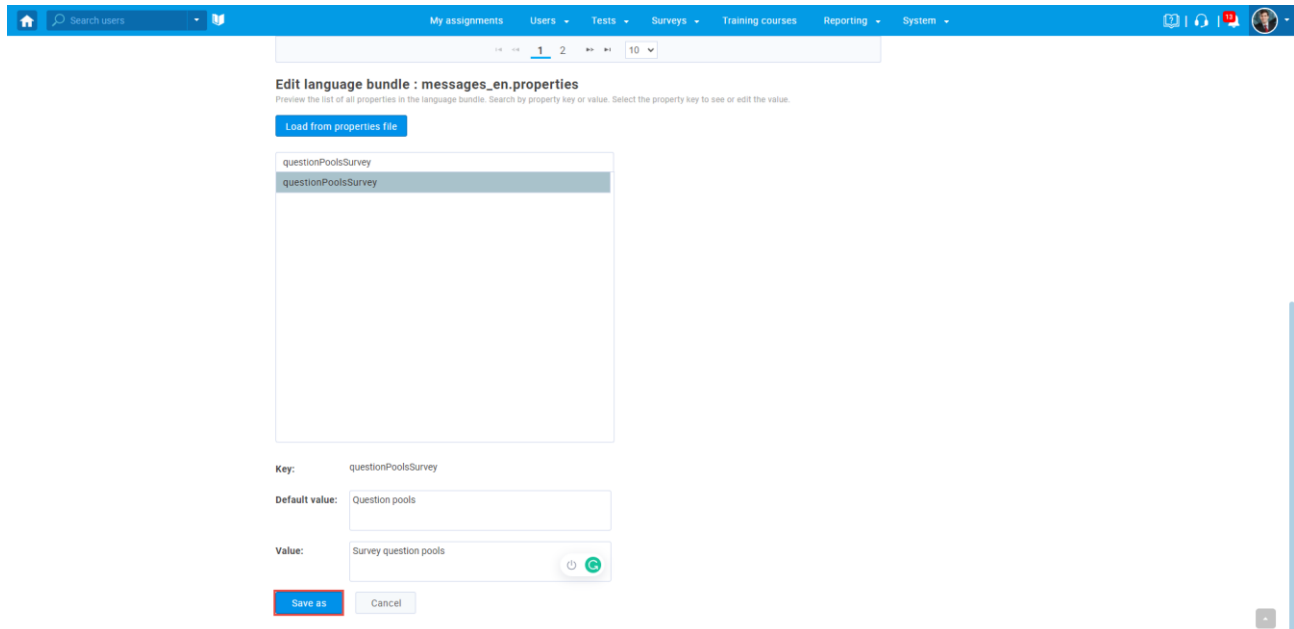 Search users
My assignments Users Tests Surveys Training courses Reporting System
13
1 2 10
Edit language bundle : messages_en.properties
Preview the list of all properties in the language bundle. Search by property key or value. Select the property key to see or edit the value.
Load from properties file
questionPoolsSurvey
questionPoolsSurvey
Key: questionPoolsSurvey
Default value: Question pools
Value: Survey question pools
Save as Cancel